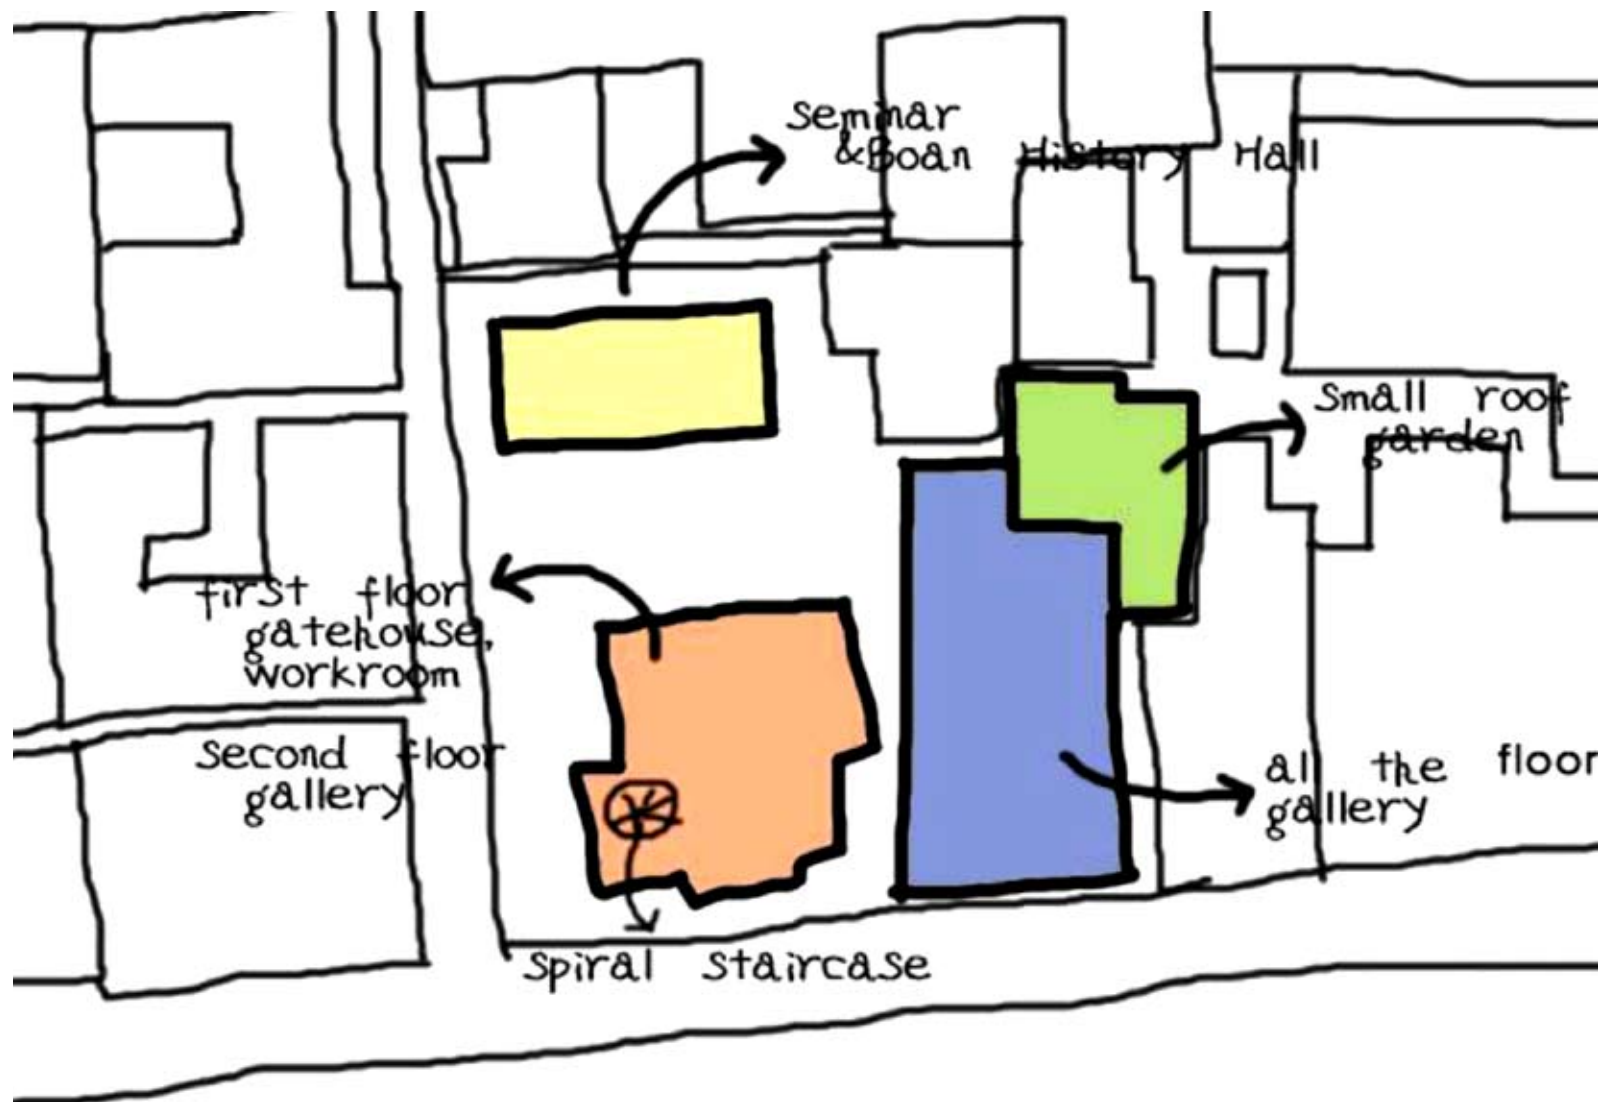 Seminar
&Boan History Hall
Small roof
garden
first floor
gatehouse,
workroom
Second floor
gallery
all the floor
gallery
Spiral Staircase